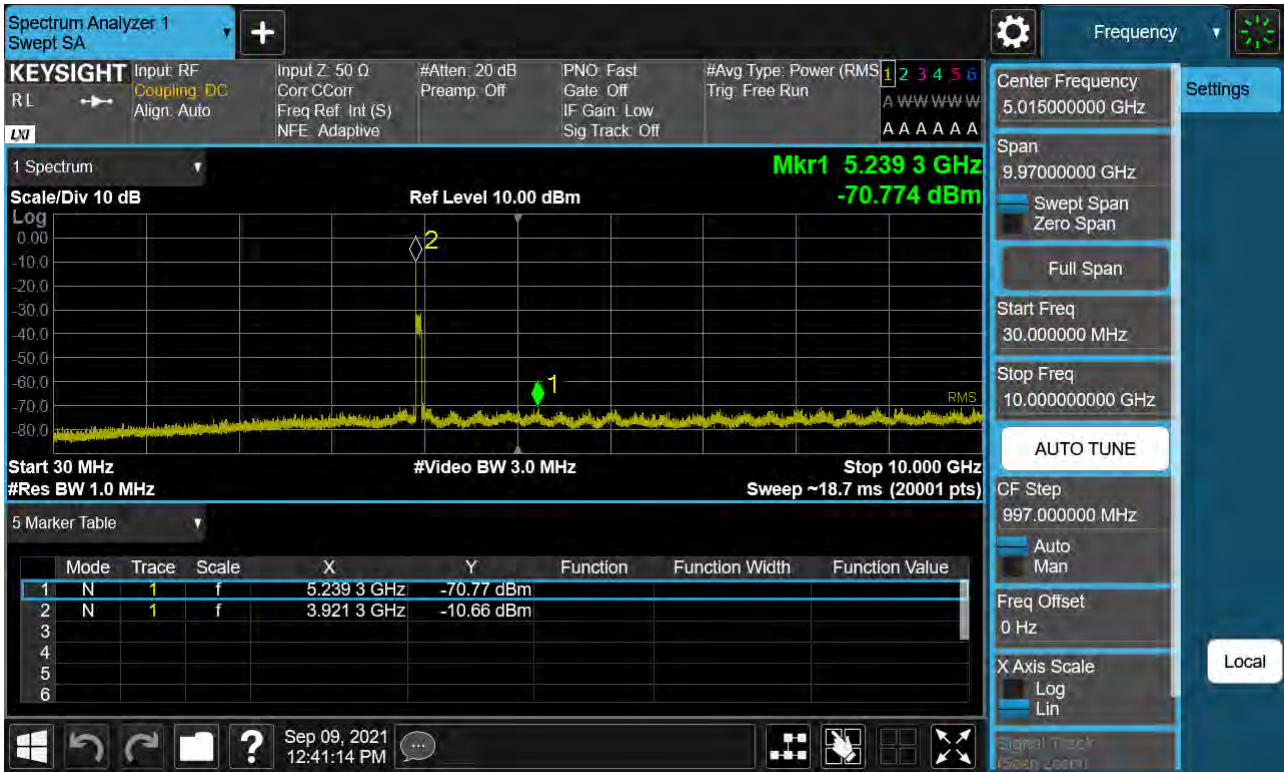 Spectrum Analyzer 1
Swept SA
Frequency
KEYSIGHT
RL
LXI
Input: RF
Coupling: DC
Align: Auto
Input Z: 50 Ω
Corr CCorr
Freq Ref: Int (S)
NFE: Adaptive
#Atten: 20 dB
Preamp: Off
PNO: Fast
Gate: Off
IF Gain: Low
Sig Track: Off
#Avg Type: Power (RMS
Trig: Free Run
1 2 3 4 5 6
A W W W W W
A A A A A A
1 Spectrum
Mkr1 5.239 3 GHz
-70.774 dBm
Scale/Div 10 dB
Ref Level 10.00 dBm
Log
0.00
-10.0
-20.0
-30.0
-40.0
-50.0
-60.0
-70.0
-80.0
2
1
RMS
Start 30 MHz
#Video BW 3.0 MHz
Stop 10.000 GHz
#Res BW 1.0 MHz
Sweep ~18.7 ms (20001 pts)
5 Marker Table
Mode Trace Scale X Y Function Function Width Function Value
1 N 1 f 5.239 3 GHz -70.77 dBm
2 N 1 f 3.921 3 GHz -10.66 dBm
3
4
5
6
Sep 09, 2021
12:41:14 PM
Center Frequency
5.015000000 GHz
Settings
Span
9.97000000 GHz
Swept Span
Zero Span
Full Span
Start Freq
30.000000 MHz
Stop Freq
10.000000000 GHz
AUTO TUNE
CF Step
997.000000 MHz
Auto
Man
Freq Offset
0 Hz
X Axis Scale
Log
Lin
Local
Signal Track
(Span Zoom)